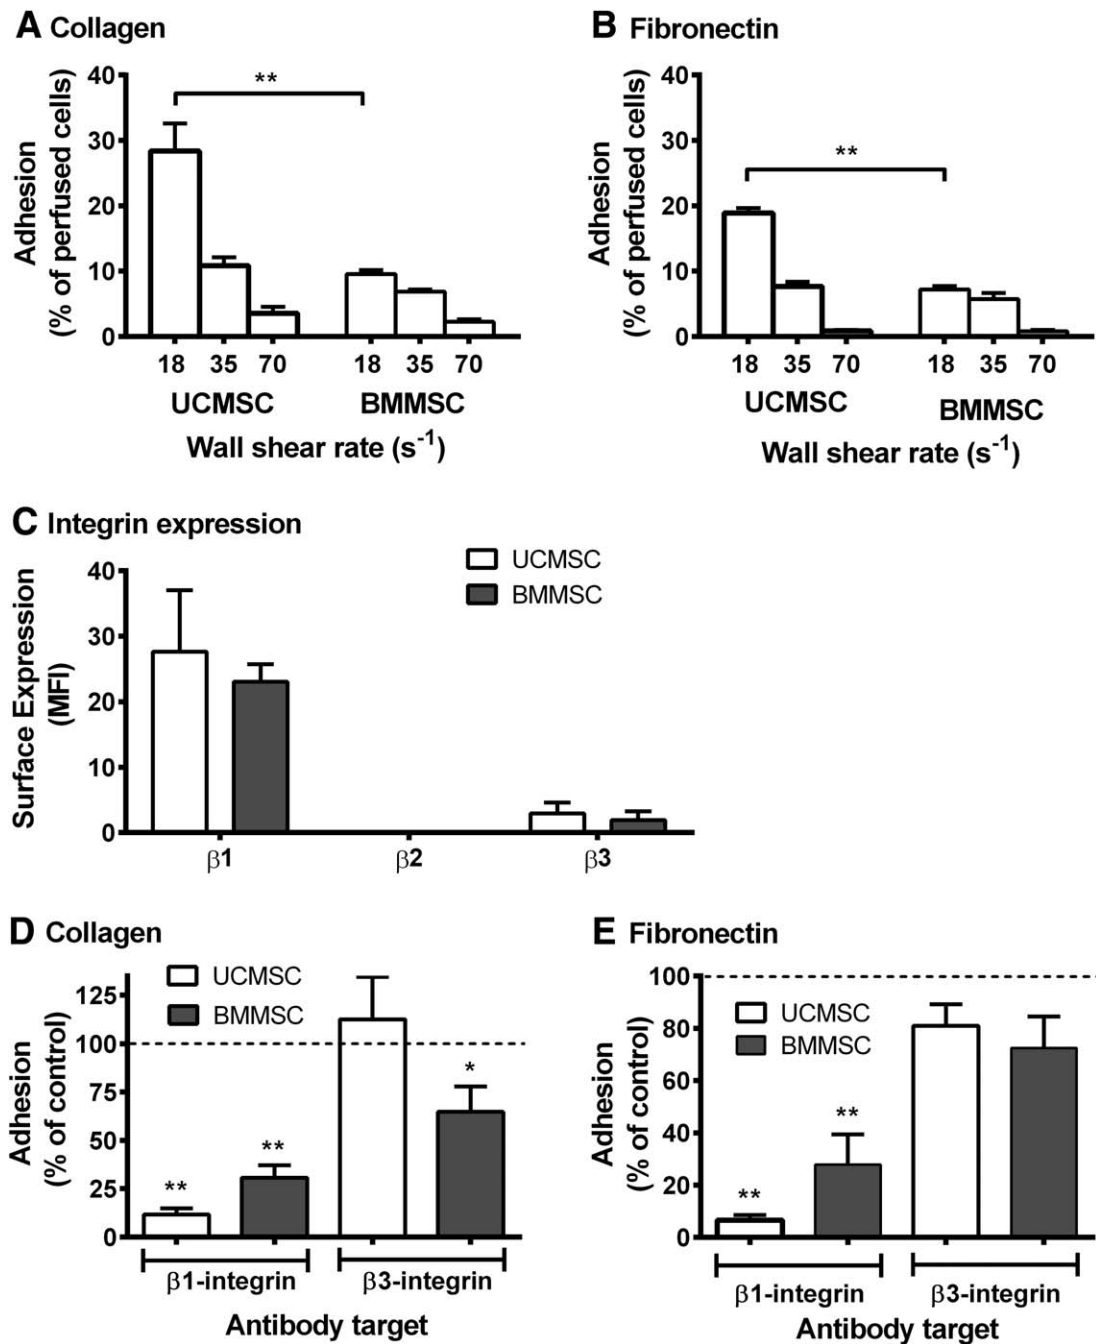 A Collagen
Adhesion
(% of perfused cells)
40
30
20
10
0
**
18 35 70 18 35 70
UCMSC BMMSC
Wall shear rate (s-1)
B Fibronectin
Adhesion
(% of perfused cells)
40
30
20
10
0
**
18 35 70 18 35 70
UCMSC BMMSC
Wall shear rate (s-1)
C Integrin expression
Surface Expression
(MFI)
40
30
20
10
0
UCMSC
BMMSC
β1 β2 β3
D Collagen
Adhesion
(% of control)
125
100
75
50
25
0
UCMSC
BMMSC
** ** *
β1-integrin β3-integrin
Antibody target
E Fibronectin
Adhesion
(% of control)
100
80
60
40
20
0
UCMSC
BMMSC
** **
β1-integrin β3-integrin
Antibody target